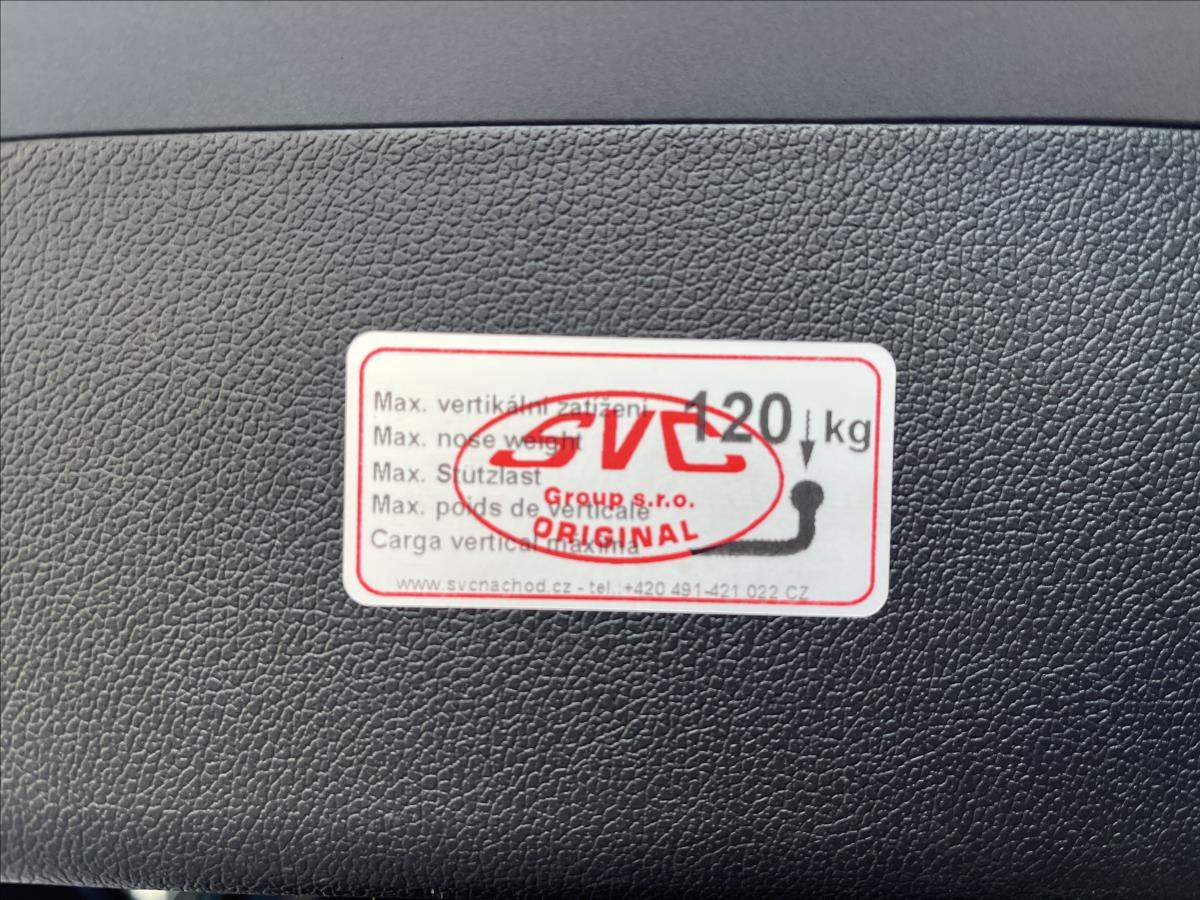 Max. vertikální zatížení 120 kg
Max. nose weight
Max. Stützlast
Max. poids de verticale
Carga vertical máxima
SVC
Group s.r.o.
ORIGINAL
www.svcnachod.cz - tel.:+420 491-421 022 CZ